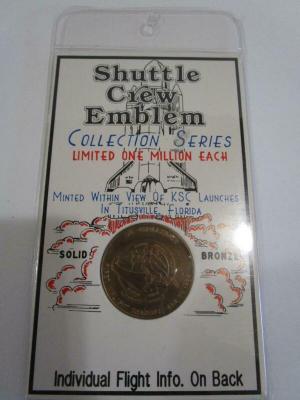 Shuttle
Crew
Emblem
COLLECTION SERIES
LIMITED ONE MILLION EACH
MINTED WITHIN VIEW OF KSC LAUNCHES
IN TITUSVILLE, FLORIDA
SOLID BRONZE
Individual Flight Info. On Back